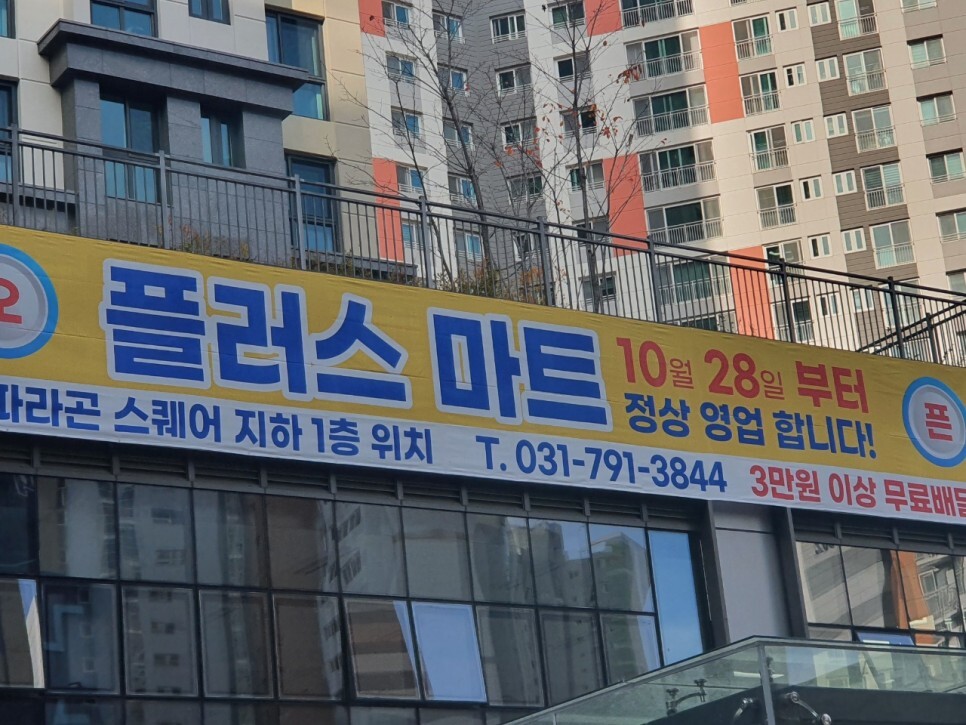 오
플러스 마트
10월 28일 부터
정상 영업 합니다!
픈
파라곤 스퀘어 지하 1층 위치 T. 031-791-3844 3만원 이상 무료배달